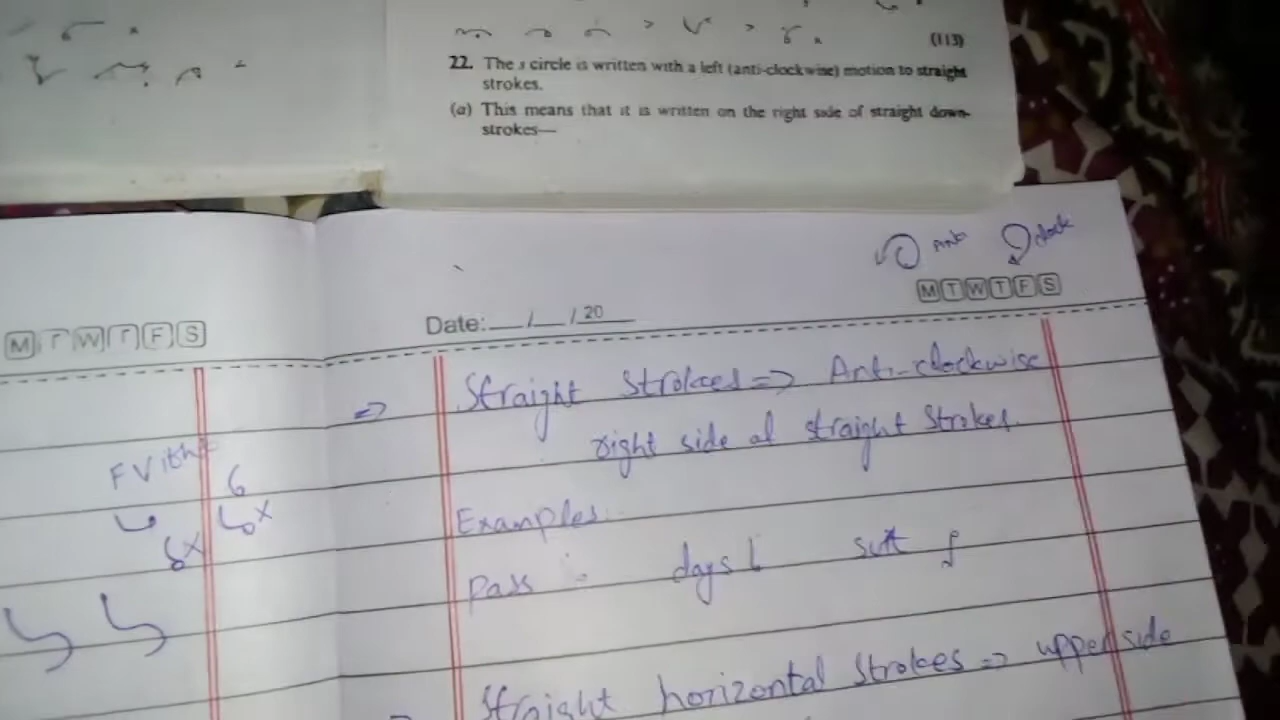 (113)
22. The s circle is written with a left (anti-clockwise) motion to straight
strokes.
(a) This means that it is written on the right side of straight down-
strokes—
Anti clock
M T W T F S
M T W T F S
Date: __/__/20
=> Straight Strokes => Anti-clockwise
right side of straight Strokes.
F V ith
Examples:
Pass days suit
Straight horizontal Strokes => upper side